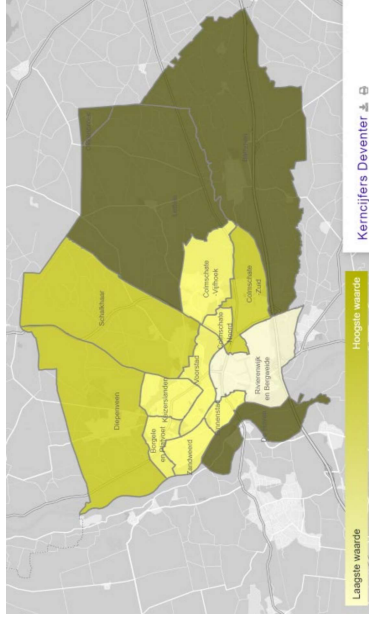 Schalkhaar
Diepenveen
Colmschate
-Vijfhoek
Colmschate
-Zuid
Colmschate
-Noord
Voorstad
Keizerslanden
Borgele
en Platvoet
Zandweerd
Binnenstad
Rivierenwijk
en Bergweide
Laagste waarde
Hoogste waarde
Kerncijfers Deventer